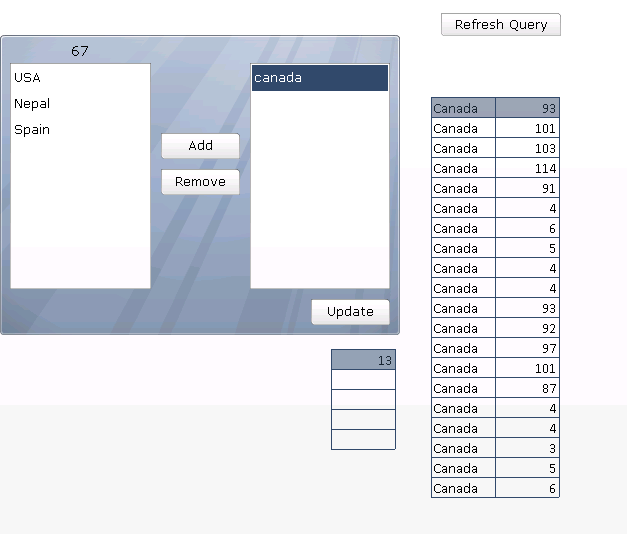 Refresh Query
67
USA
Nepal
Spain
canada
Add
Remove
Update
13
Canada 93
Canada 101
Canada 103
Canada 114
Canada 91
Canada 4
Canada 6
Canada 5
Canada 4
Canada 4
Canada 93
Canada 92
Canada 97
Canada 101
Canada 87
Canada 4
Canada 4
Canada 3
Canada 5
Canada 6